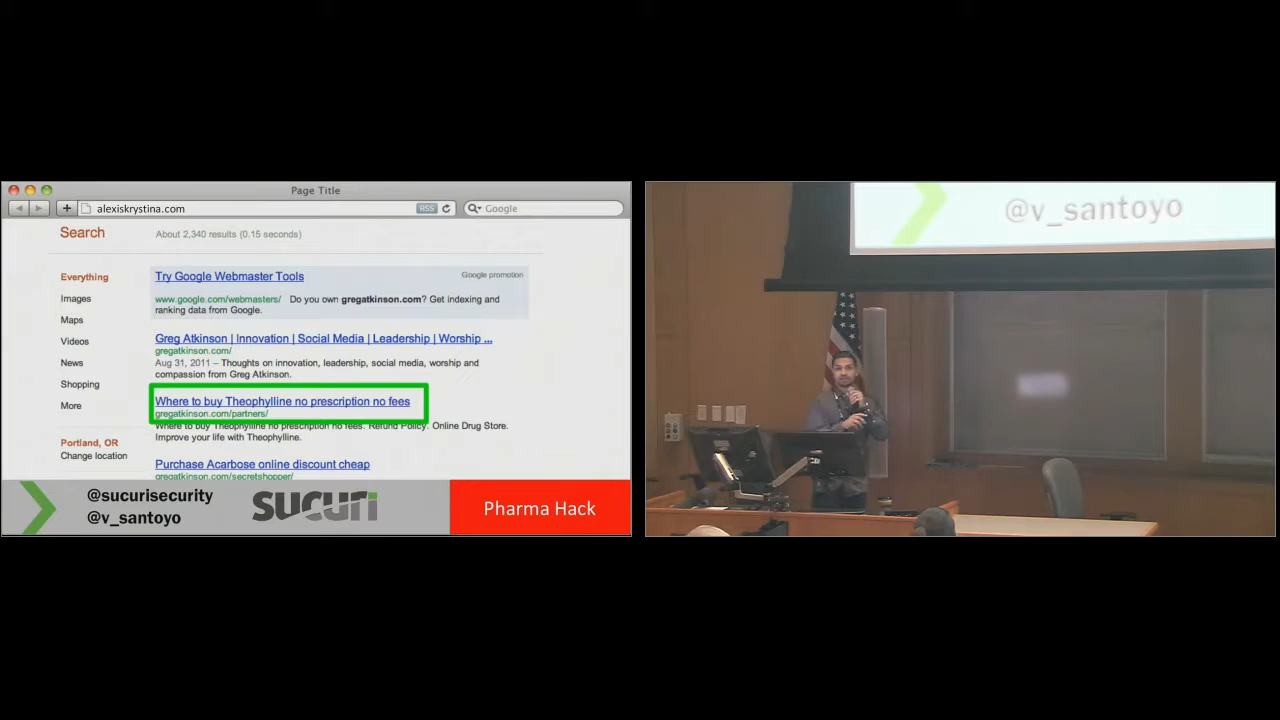 Page Title
alexiskrystina.com
RSS
Google
Search
About 2,340 results (0.15 seconds)
Everything
Images
Maps
Videos
News
Shopping
More
Portland, OR
Change location
Try Google Webmaster Tools
Google promotion
www.google.com/webmasters/ Do you own gregatkinson.com? Get indexing and
ranking data from Google.
Greg Atkinson | Innovation | Social Media | Leadership | Worship ...
gregatkinson.com/
Aug 31, 2011 – Thoughts on innovation, leadership, social media, worship and
compassion from Greg Atkinson.
Where to buy Theophylline no prescription no fees
gregatkinson.com/partners/
Where to buy Theophylline no prescription no fees. Refund Policy. Online Drug Store.
Improve your life with Theophylline.
Purchase Acarbose online discount cheap
gregatkinson.com/secretshopper/
@sucurisecurity
@v_santoyo
sucuri
Pharma Hack
@v_santoyo